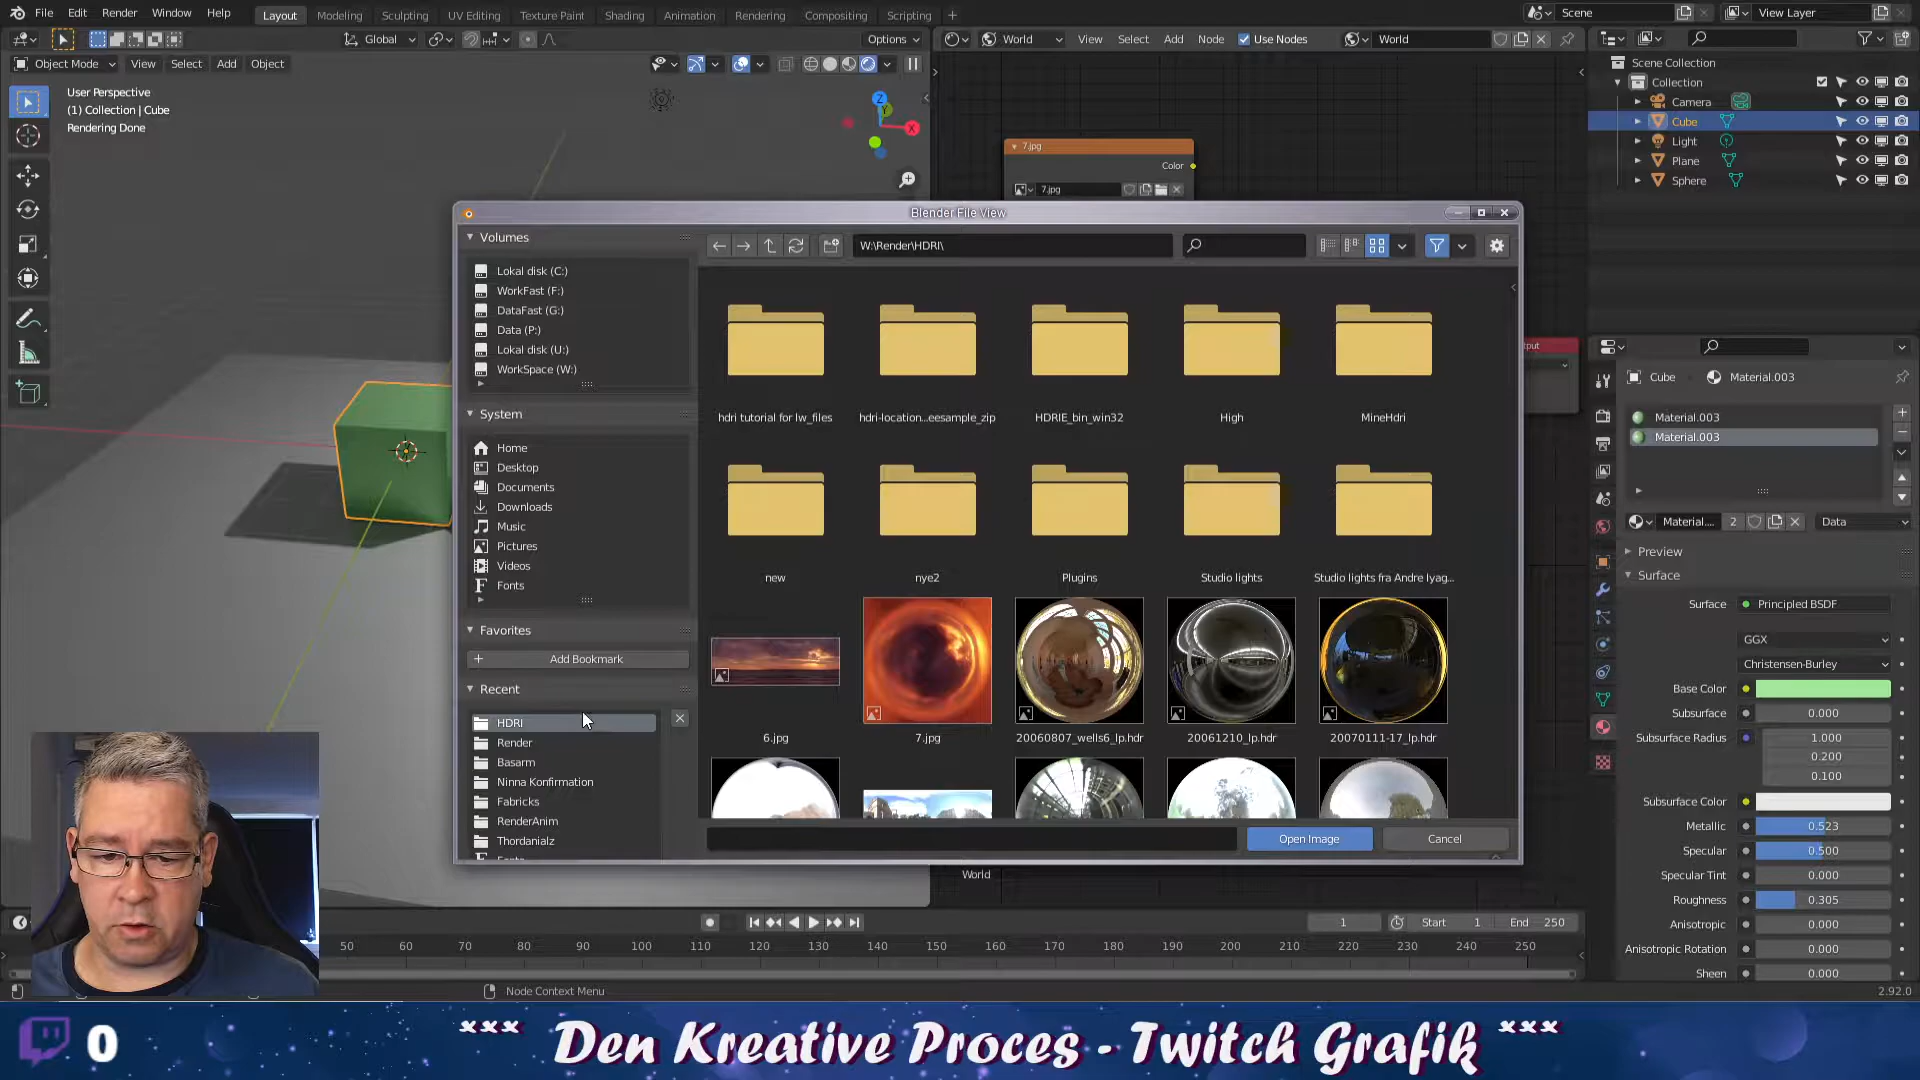 File Edit Render Window Help
Layout Modeling Sculpting UV Editing Texture Paint Shading Animation Rendering Compositing Scripting +
Scene
View Layer
Global
Options
World View Select Add Node Use Nodes World
Object Mode View Select Add Object
User Perspective
(1) Collection | Cube
Rendering Done
Z
X
Scene Collection
Collection
Camera
Cube
Light
Plane
Sphere
7.jpg
Color
7.jpg
Blender File View
Volumes
Lokal disk (C:)
WorkFast (F:)
DataFast (G:)
Data (P:)
Lokal disk (U:)
WorkSpace (W:)
System
Home
Desktop
Documents
Downloads
Music
Pictures
Videos
Fonts
Favorites
Add Bookmark
Recent
HDRI
Render
Basarm
Ninna Konfirmation
Fabricks
RenderAnim
Thordanialz
W:\Render\HDRI\
hdri tutorial for lw_files
hdri-location...eesample_zip
HDRIE_bin_win32
High
MineHdri
new
nye2
Plugins
Studio lights
Studio lights fra Andre lyag...
6.jpg
7.jpg
20060807_wells6_lp.hdr
20061210_lp.hdr
20070111-17_lp.hdr
Open Image
Cancel
World
Cube Material.003
Material.003
Material.003
Material.... 2 Data
Preview
Surface
Surface Principled BSDF
GGX
Christensen-Burley
Base Color
Subsurface 0.000
Subsurface Radius 1.000
0.200
0.100
Subsurface Color
Metallic 0.523
Specular 0.500
Specular Tint 0.000
Roughness 0.305
Anisotropic 0.000
Anisotropic Rotation 0.000
Sheen 0.000
1 Start 1 End 250
50 60 70 80 90 100 110 120 130 140 150 160 170 180 190 200 210 220 230 240 250
Node Context Menu
2.92.0
0
*** Den Kreative Proces - Twitch Grafik ***